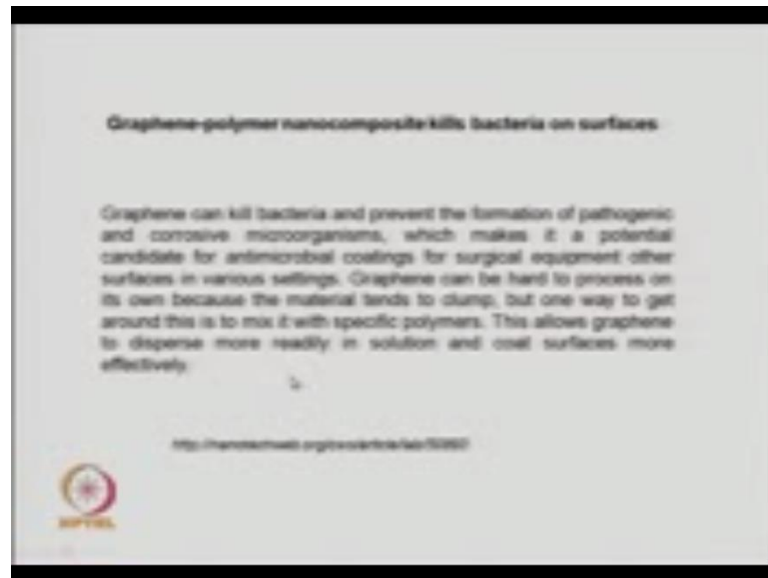 Graphene-polymer nanocomposite kills bacteria on surfaces
Graphene can kill bacteria and prevent the formation of pathogenic
and corrosive microorganisms, which makes it a potential
candidate for antimicrobial coatings for surgical equipment other
surfaces in various settings. Graphene can be hard to process on
its own because the material tends to clump, but one way to get
around this is to mix it with specific polymers. This allows graphene
to disperse more readily in solution and coat surfaces more
effectively.
NPTEL